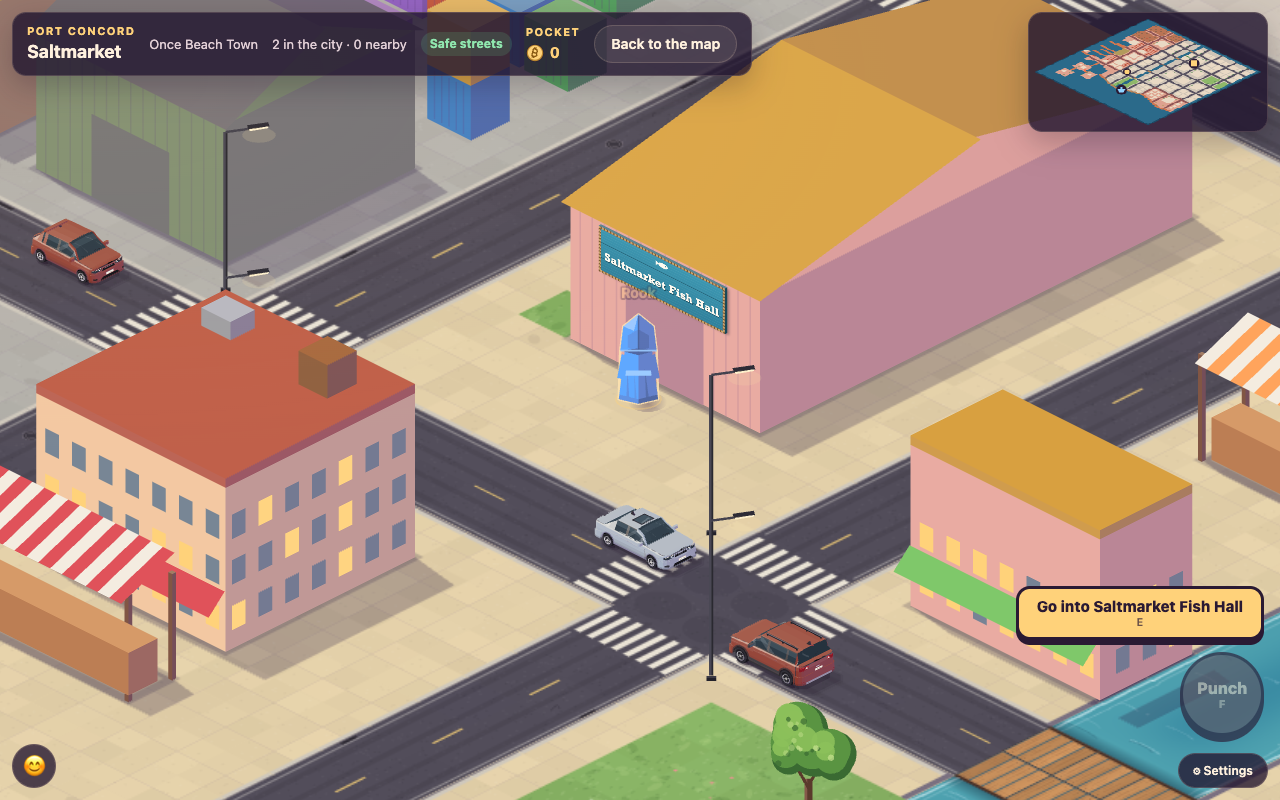 PORT CONCORD
Saltmarket
Once Beach Town
2 in the city · 0 nearby
Safe streets
POCKET
0
Back to the map
Saltmarket Fish Hall
Rook
Go into Saltmarket Fish Hall
E
Punch
F
Settings